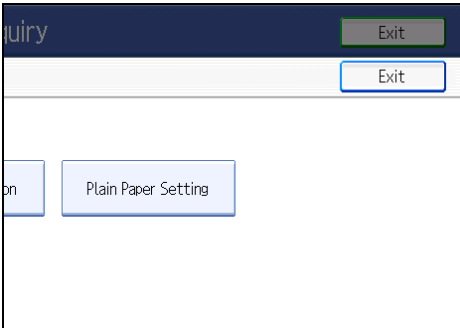 quiry
Exit
Exit
on
Plain Paper Setting